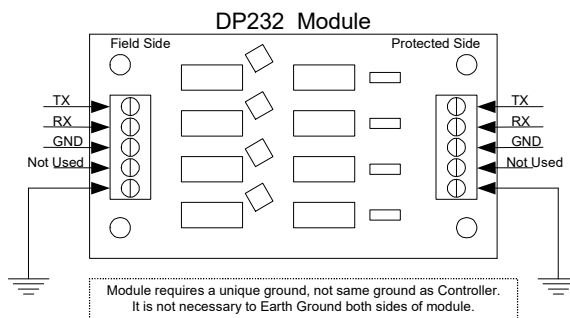 DP232 Module
Field Side
Protected Side
TX
RX
GND
Not Used
TX
RX
GND
Not Used
Module requires a unique ground, not same ground as Controller.
It is not necessary to Earth Ground both sides of module.